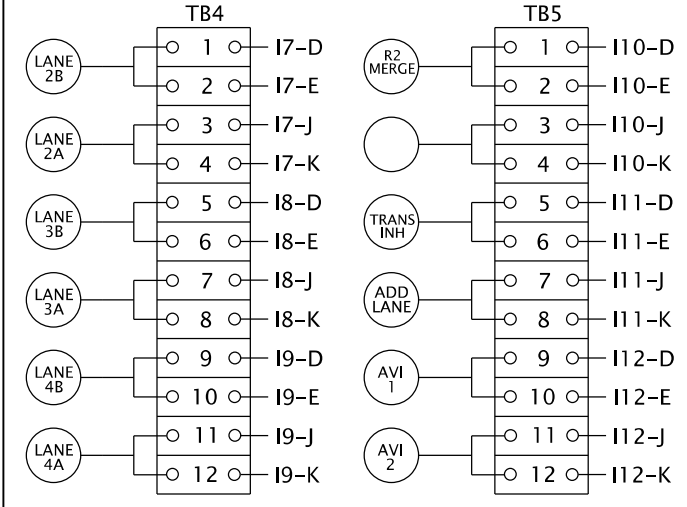 TB4
LANE
2B
1 I7-D
2 I7-E
LANE
2A
3 I7-J
4 I7-K
LANE
3B
5 I8-D
6 I8-E
LANE
3A
7 I8-J
8 I8-K
LANE
4B
9 I9-D
10 I9-E
LANE
4A
11 I9-J
12 I9-K
TB5
R2
MERGE
1 I10-D
2 I10-E
3 I10-J
4 I10-K
TRANS
INH
5 I11-D
6 I11-E
ADD
LANE
7 I11-J
8 I11-K
AVI
1
9 I12-D
10 I12-E
AVI
2
11 I12-J
12 I12-K